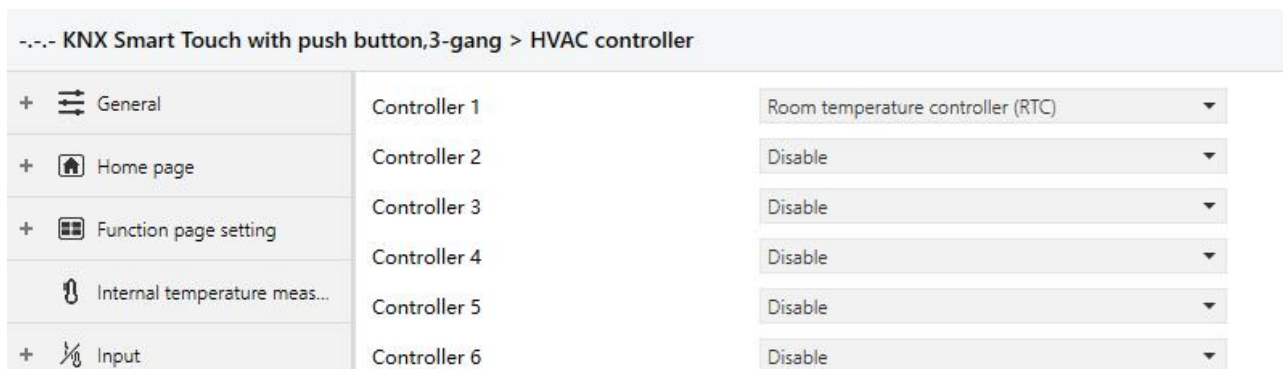 -.-.- KNX Smart Touch with push button,3-gang > HVAC controller
+ General
Controller 1 Room temperature controller (RTC)
Controller 2 Disable
+ Home page
Controller 3 Disable
+ Function page setting
Controller 4 Disable
Internal temperature meas...
Controller 5 Disable
+ Input
Controller 6 Disable